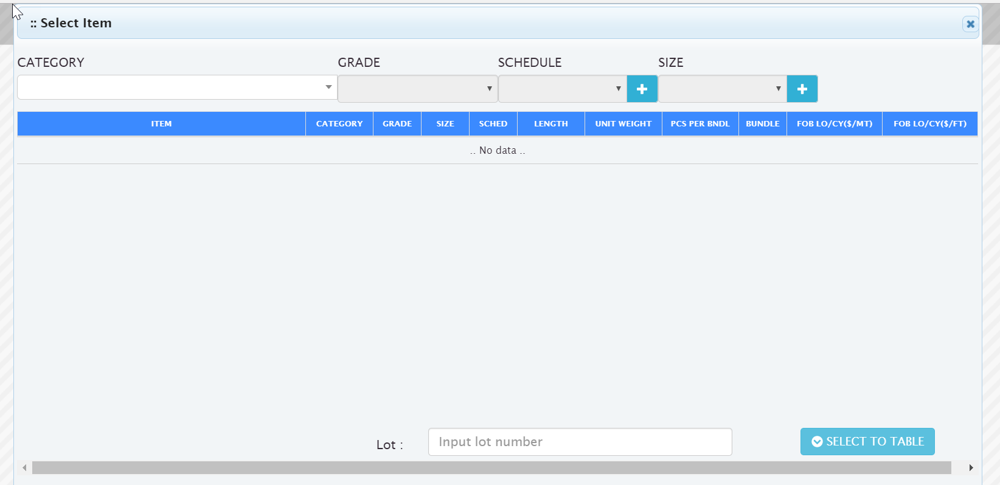 :: Select Item
CATEGORY GRADE SCHEDULE SIZE
ITEM CATEGORY GRADE SIZE SCHED LENGTH UNIT WEIGHT PCS PER BNDL BUNDLE FOB LO/CY($/MT) FOB LO/CY($/FT)
.. No data ..
Lot : Input lot number SELECT TO TABLE